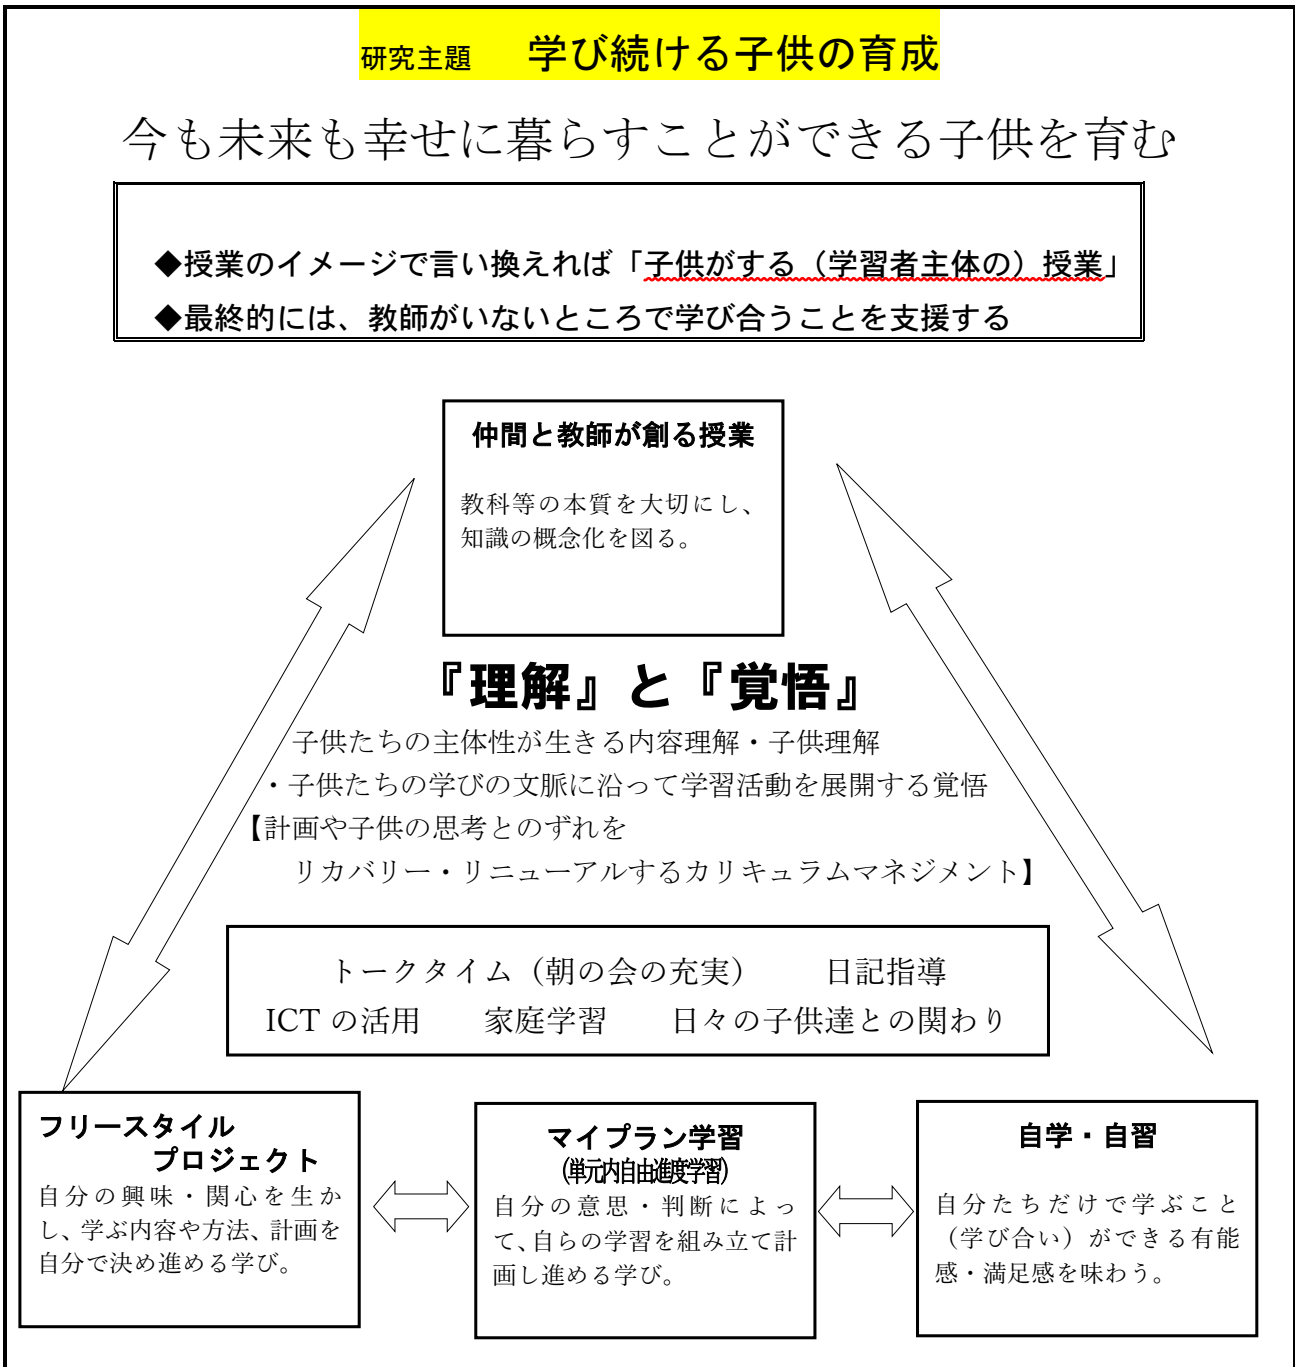 研究主題　学び続ける子供の育成
今も未来も幸せに暮らすことができる子供を育む
◆授業のイメージで言い換えれば「子供がする（学習者主体の）授業」
◆最終的には、教師がいないところで学び合うことを支援する
仲間と教師が創る授業
教科等の本質を大切にし、
知識の概念化を図る。
『理解』と『覚悟』
子供たちの主体性が生きる内容理解・子供理解
・子供たちの学びの文脈に沿って学習活動を展開する覚悟
【計画や子供の思考とのずれを
リカバリー・リニューアルするカリキュラムマネジメント】
トークタイム（朝の会の充実）　日記指導
ICT の活用　家庭学習　日々の子供達との関わり
フリースタイル
プロジェクト
自分の興味・関心を生か
し、学ぶ内容や方法、計画を
自分で決め進める学び。
マイプラン学習
(単元内自由進度学習)
自分の意思・判断によっ
て、自らの学習を組み立て計
画し進める学び。
自学・自習
自分たちだけで学ぶこと
（学び合い）ができる有能
感・満足感を味わう。